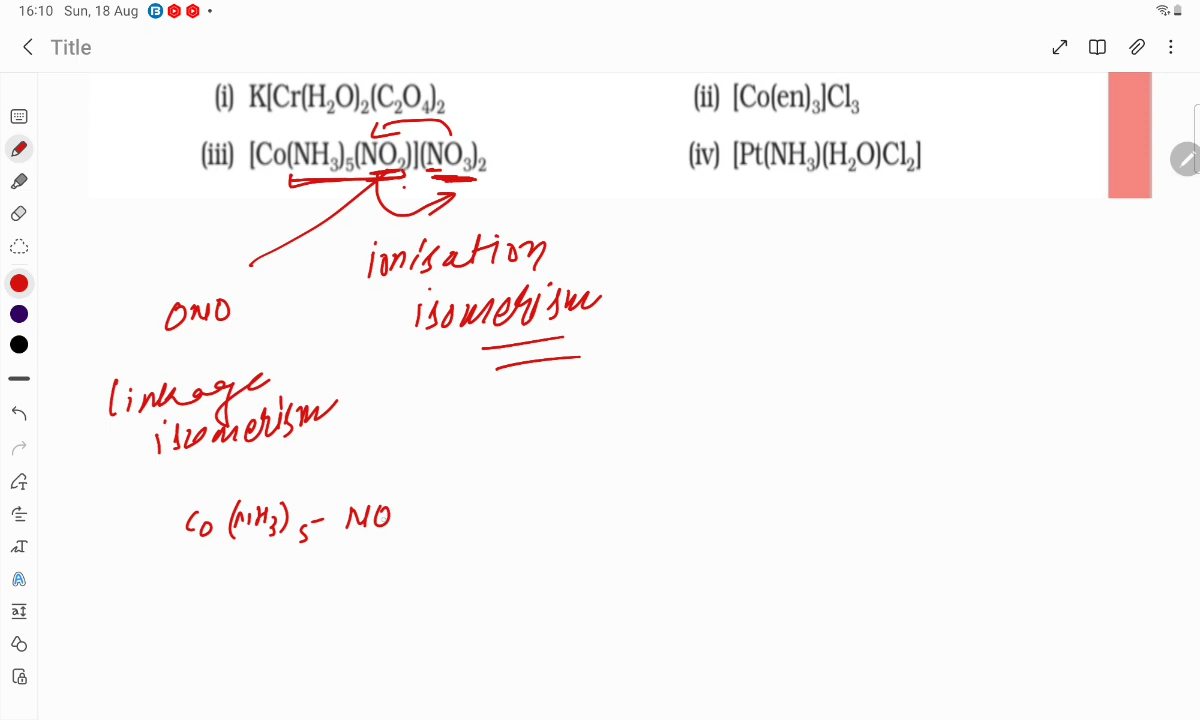 16:10 Sun, 18 Aug
Title
(i) K[Cr(H₂O)₂(C₂O₄)₂
(ii) [Co(en)₃]Cl₃
(iii) [Co(NH₃)₅(NO₂)](NO₃)₂
(iv) [Pt(NH₃)(H₂O)Cl₂]
ionisation
isomerism
ONO
linkage
isomerism
Co (NH₃)₅- NO